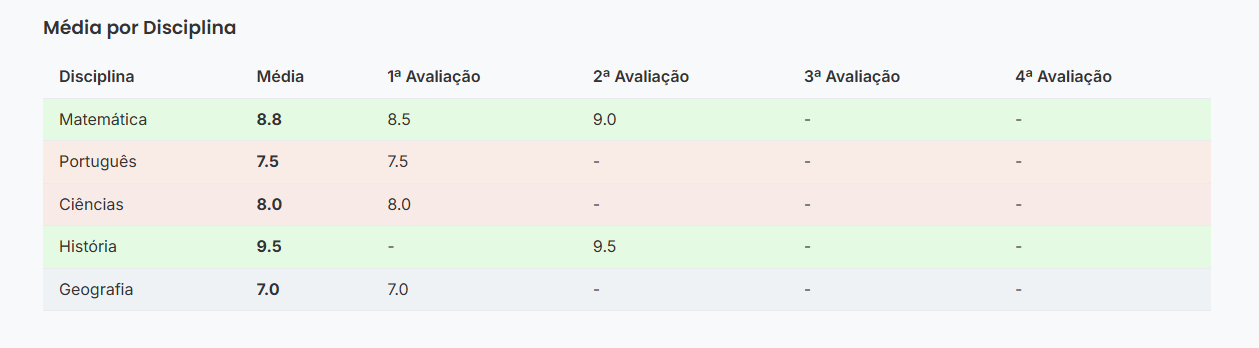 Média por Disciplina
Disciplina Média 1ª Avaliação 2ª Avaliação 3ª Avaliação 4ª Avaliação
Matemática 8.8 8.5 9.0 - -
Português 7.5 7.5 - - -
Ciências 8.0 8.0 - - -
História 9.5 - 9.5 - -
Geografia 7.0 7.0 - - -